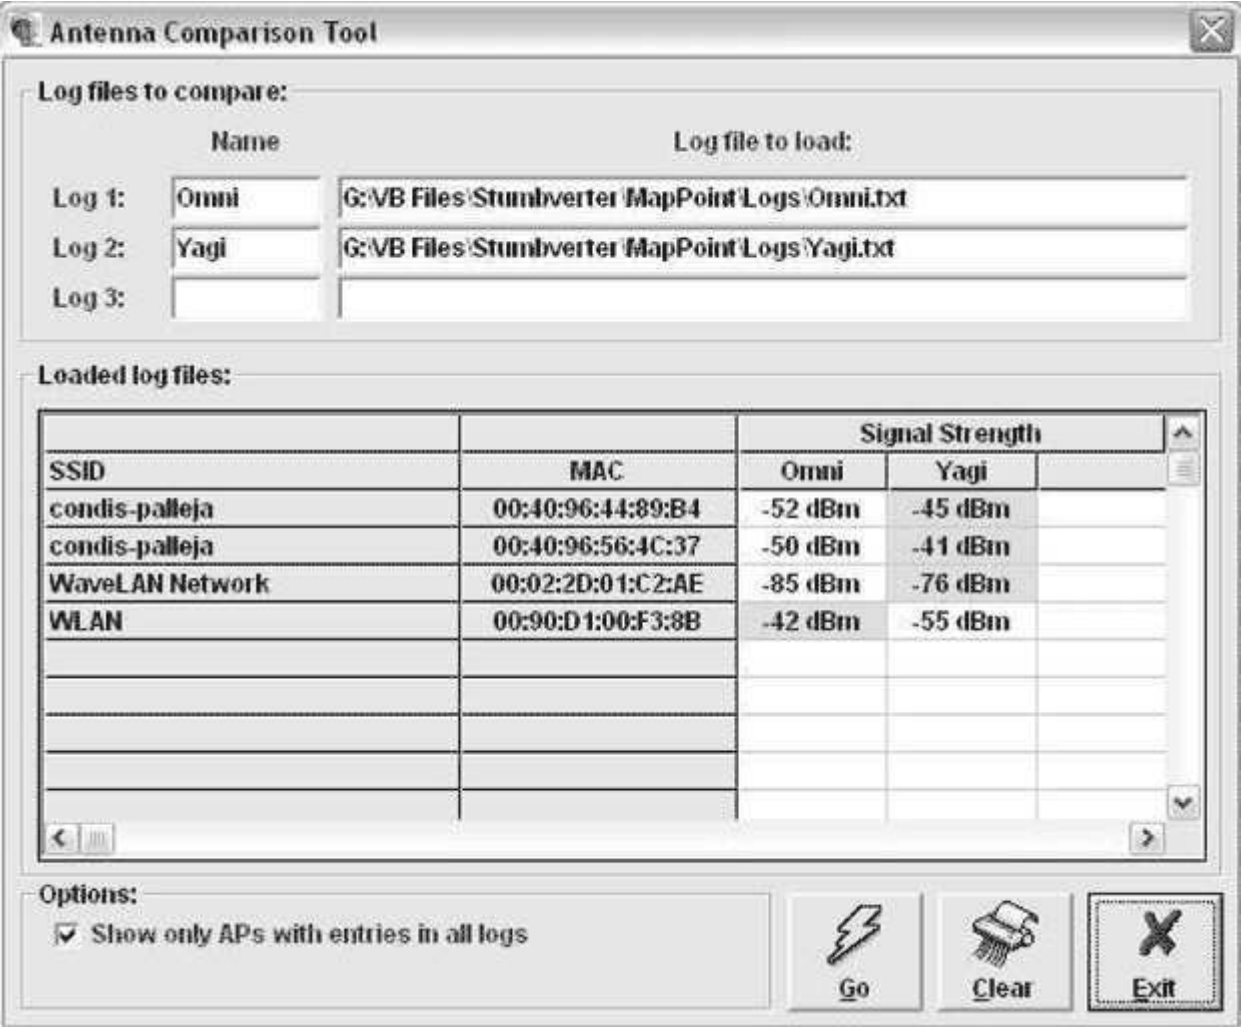 Antenna Comparison Tool
Log files to compare:
Name Log file to load:
Log 1: Omni G:\VB Files\Stumbverter\MapPoint\Logs\Omni.txt
Log 2: Yagi G:\VB Files\Stumbverter\MapPoint\Logs\Yagi.txt
Log 3:
Loaded log files:
Signal Strength
SSID MAC Omni Yagi
condis-palleja 00:40:96:44:89:B4 -52 dBm -45 dBm
condis-palleja 00:40:96:56:4C:37 -50 dBm -41 dBm
WaveLAN Network 00:02:2D:01:C2:AE -85 dBm -76 dBm
WLAN 00:90:D1:00:F3:8B -42 dBm -55 dBm
Options:
Show only APs with entries in all logs
Go Clear Exit